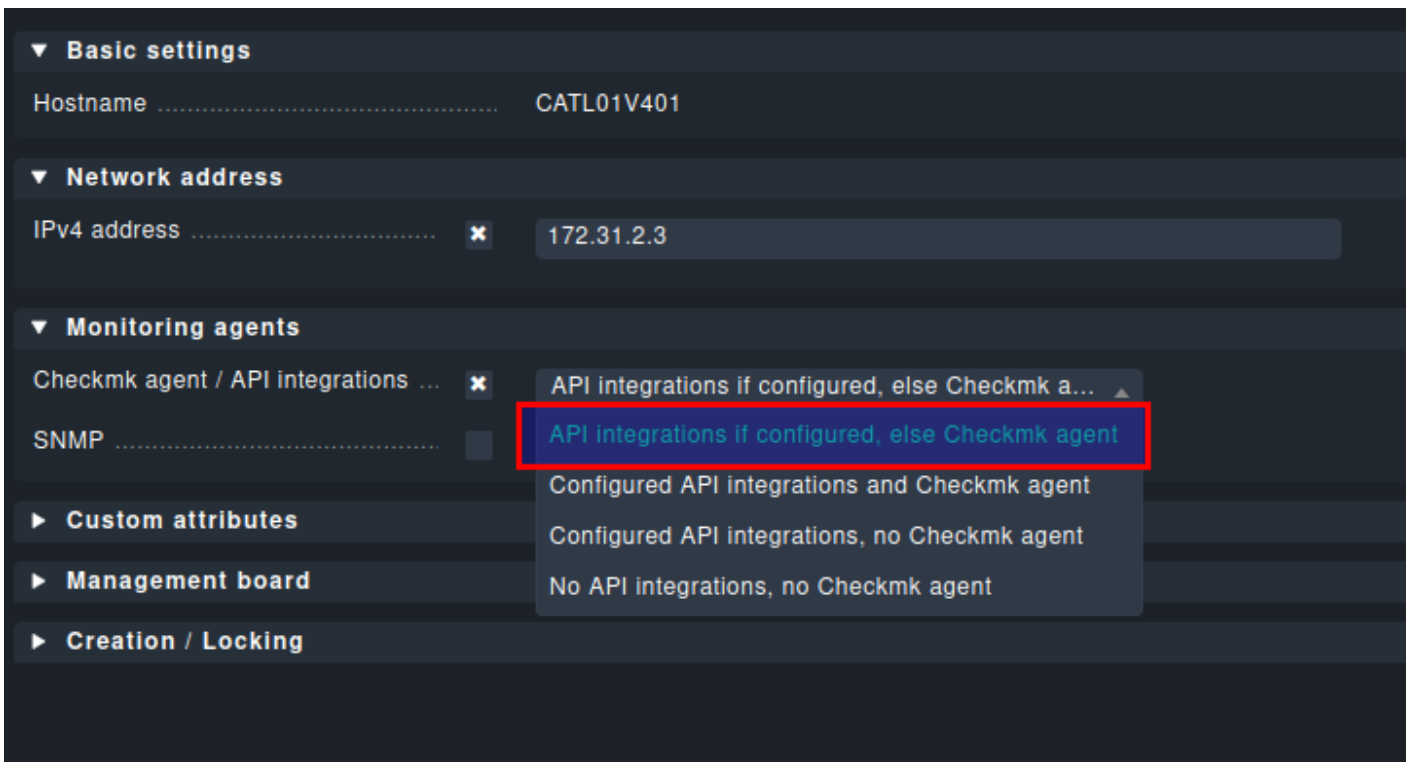 Basic settings
Hostname ............................................. CATL01V401
Network address
IPv4 address ................................. 172.31.2.3
Monitoring agents
Checkmk agent / API integrations ... API integrations if configured, else Checkmk a...
SNMP ............................................ API integrations if configured, else Checkmk agent
Configured API integrations and Checkmk agent
Custom attributes
Configured API integrations, no Checkmk agent
Management board
No API integrations, no Checkmk agent
Creation / Locking